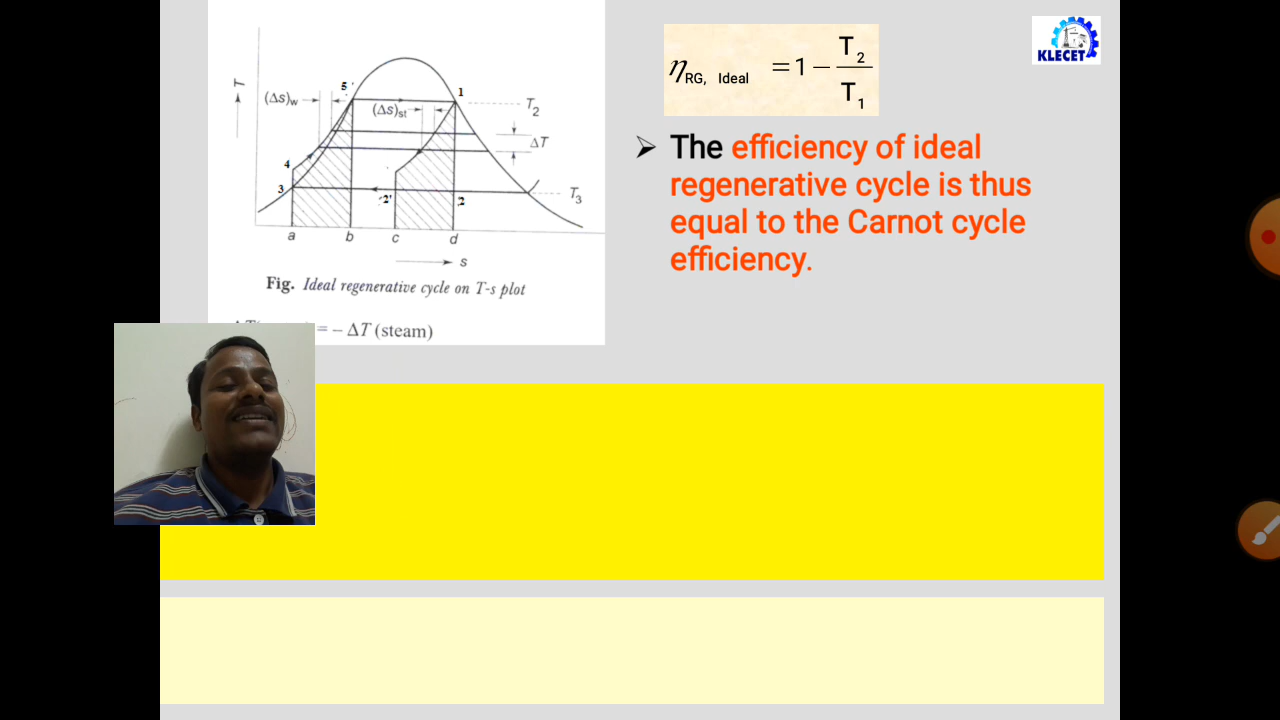 T
(Δs)w
5
1
(Δs)st
T2
ΔT
4
3
2'
2
T3
a b c d
s
Fig. Ideal regenerative cycle on T-s plot
= − ΔT (steam)
ηRG, Ideal = 1 − T2 / T1
KLECET
➢ The efficiency of ideal
regenerative cycle is thus
equal to the Carnot cycle
efficiency.